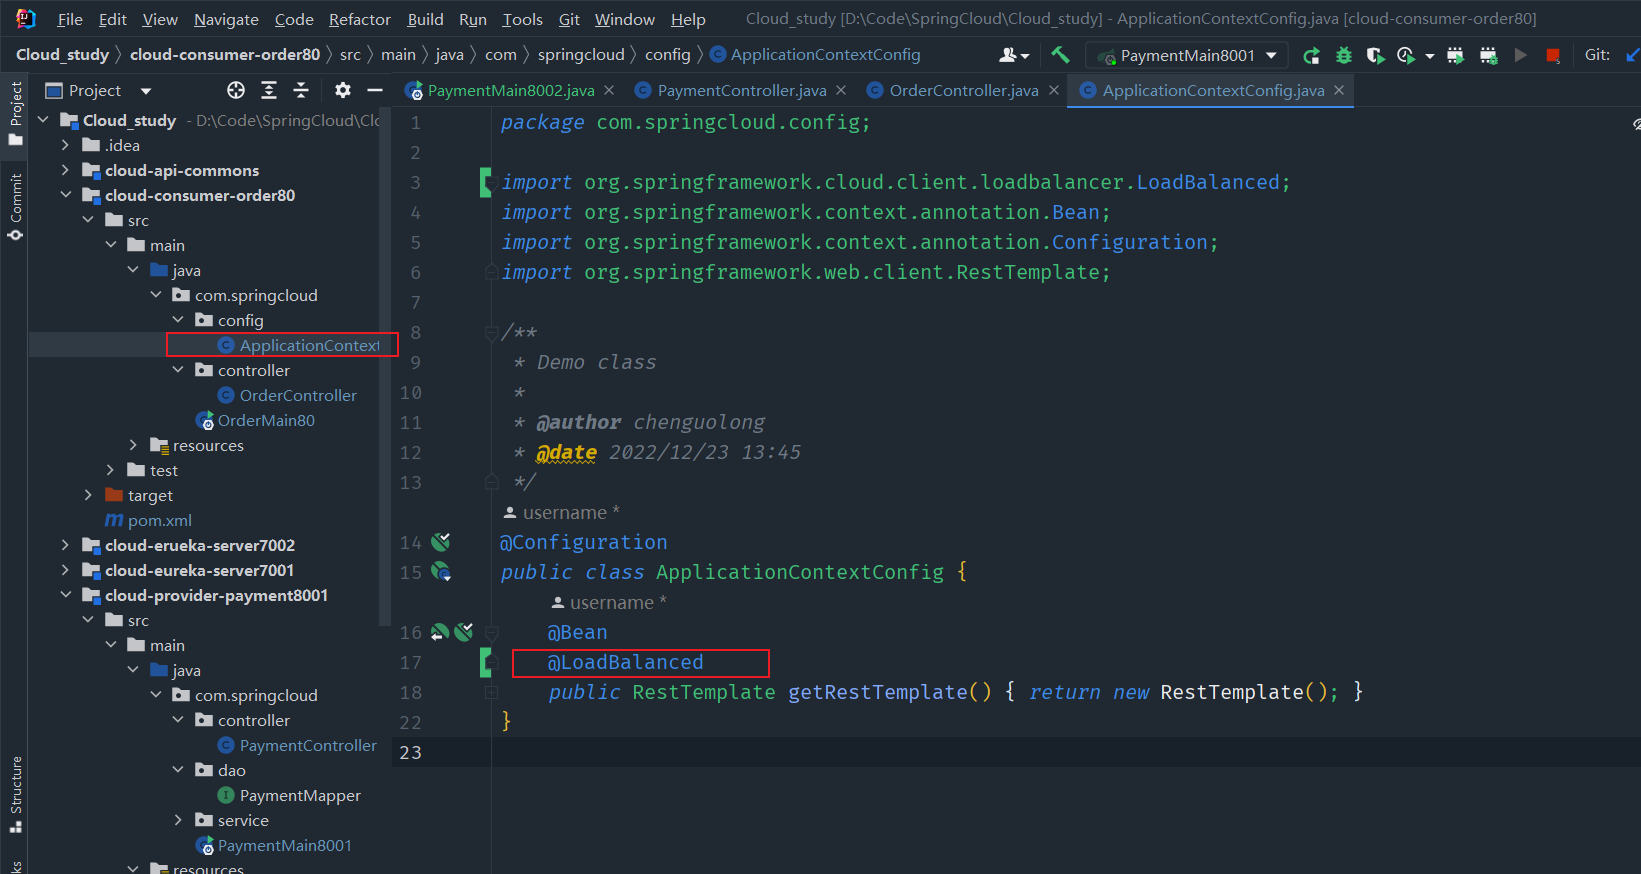 File Edit View Navigate Code Refactor Build Run Tools Git Window Help Cloud_study [D:\Code\SpringCloud\Cloud_study] - ApplicationContextConfig.java [cloud-consumer-order80]
Cloud_study 〉 cloud-consumer-order80 〉 src 〉 main 〉 java 〉 com 〉 springcloud 〉 config 〉 ApplicationContextConfig PaymentMain8001 Git:
Project
Commit
Structure
Project
PaymentMain8002.java PaymentController.java OrderController.java ApplicationContextConfig.java
Cloud_study - D:\Code\SpringCloud\Clo
.idea
cloud-api-commons
cloud-consumer-order80
src
main
java
com.springcloud
config
ApplicationContext
controller
OrderController
OrderMain80
resources
test
target
pom.xml
cloud-erueka-server7002
cloud-eureka-server7001
cloud-provider-payment8001
src
main
java
com.springcloud
controller
PaymentController
dao
PaymentMapper
service
PaymentMain8001
resources
1 package com.springcloud.config;
2
3 import org.springframework.cloud.client.loadbalancer.LoadBalanced;
4 import org.springframework.context.annotation.Bean;
5 import org.springframework.context.annotation.Configuration;
6 import org.springframework.web.client.RestTemplate;
7
8 /**
9 * Demo class
10 *
11 * @author chenguolong
12 * @date 2022/12/23 13:45
13 */
username *
14 @Configuration
15 public class ApplicationContextConfig {
username *
16 @Bean
17 @LoadBalanced
18 public RestTemplate getRestTemplate() { return new RestTemplate(); }
22 }
23